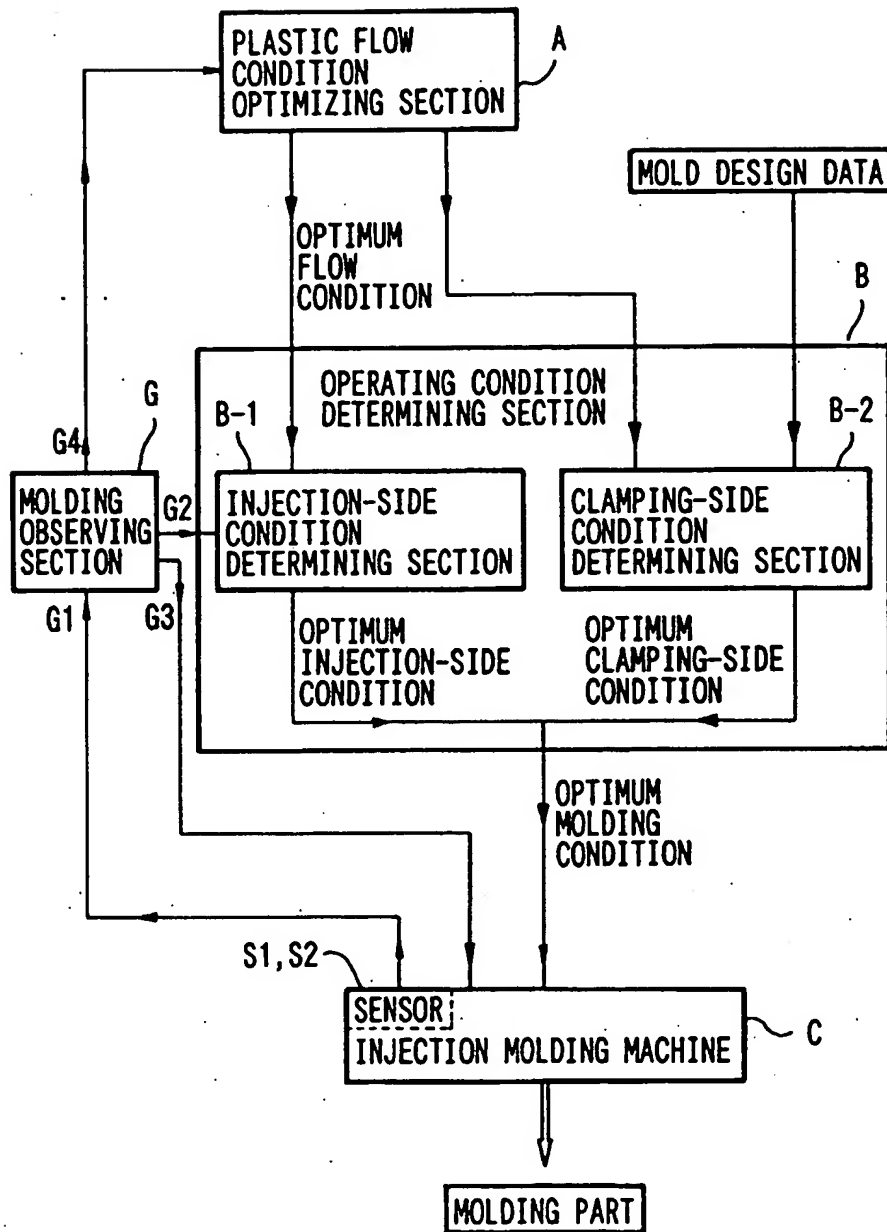 PLASTIC FLOW
CONDITION
OPTIMIZING SECTION
A
MOLD DESIGN DATA
OPTIMUM
FLOW
CONDITION
B
OPERATING CONDITION
DETERMINING SECTION
G
B-1
B-2
G4
MOLDING
OBSERVING
SECTION
G2
INJECTION-SIDE
CONDITION
DETERMINING SECTION
CLAMPING-SIDE
CONDITION
DETERMINING SECTION
G1
G3
OPTIMUM
INJECTION-SIDE
CONDITION
OPTIMUM
CLAMPING-SIDE
CONDITION
OPTIMUM
MOLDING
CONDITION
S1,S2
SENSOR
INJECTION MOLDING MACHINE
C
MOLDING PART